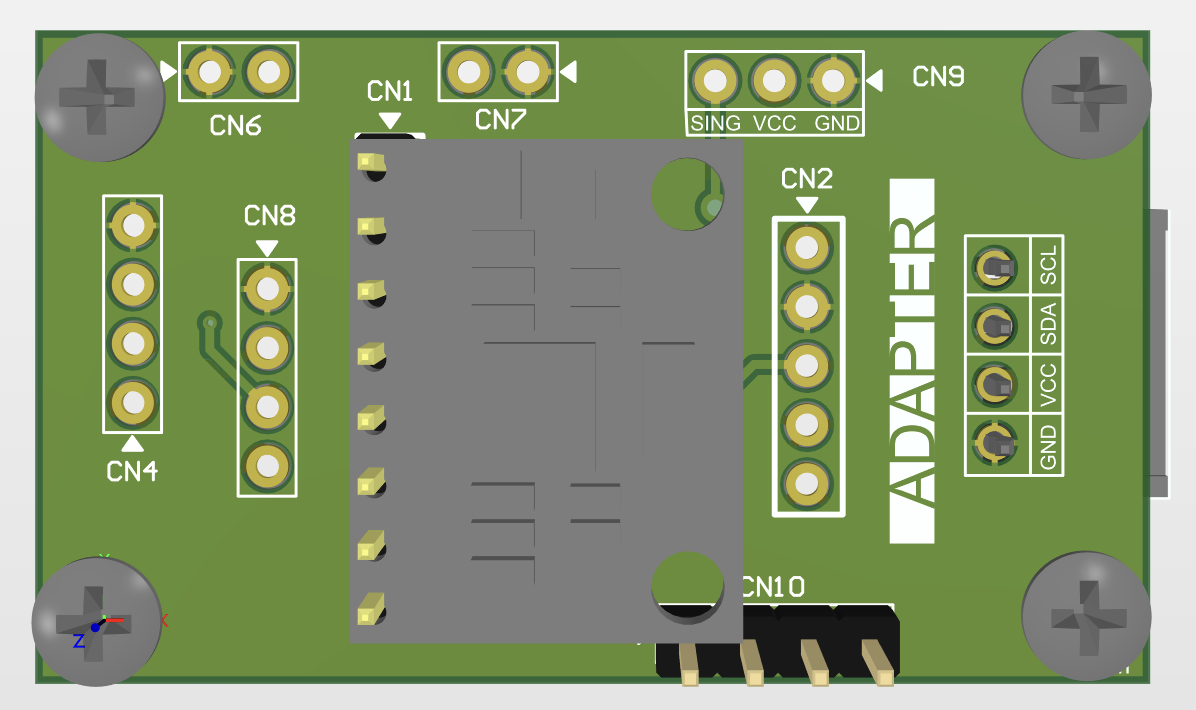 CN6
CN1
CN7
CN9
SING VCC GND
CN2
CN8
CN4
ADAPTER
SCL
SDA
VCC
GND
CN10
Y
X
Z